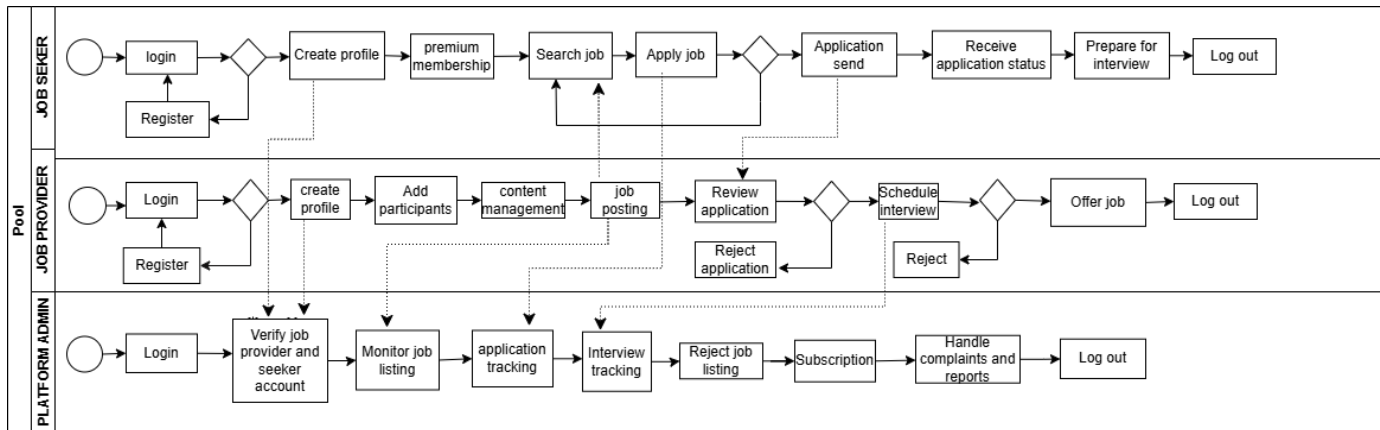 Pool
JOB SEKER
login
Register
Create profile
premium
membership
Search job
Apply job
Application
send
Receive
application status
Prepare for
interview
Log out
JOB PROVIDER
Login
Register
create
profile
Add
participants
content
management
job
posting
Review
application
Reject
application
Schedule
interview
Reject
Offer job
Log out
PLATFORM ADMIN
Login
Verify job
provider and
seeker
account
Monitor job
listing
application
tracking
Interview
tracking
Reject job
listing
Subscription
Handle
complaints and
reports
Log out